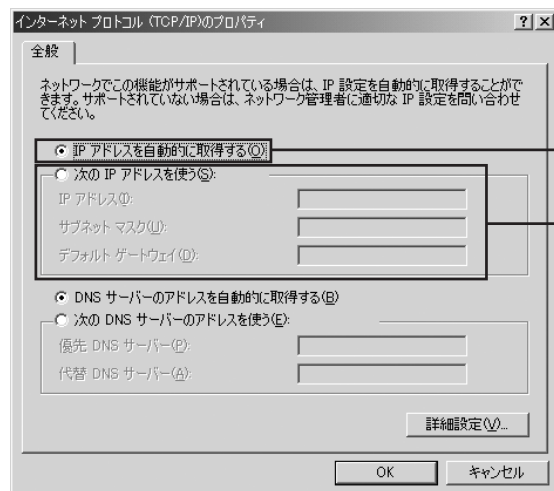 インターネット プロトコル (TCP/IP)のプロパティ
? ×
全般
ネットワークでこの機能がサポートされている場合は、IP 設定を自動的に取得することがで
きます。サポートされていない場合は、ネットワーク管理者に適切な IP 設定を問い合わせ
てください。
IP アドレスを自動的に取得する(O)
次の IP アドレスを使う(S):
IP アドレス(I):
サブネット マスク(U):
デフォルト ゲートウェイ(D):
DNS サーバーのアドレスを自動的に取得する(B)
次の DNS サーバーのアドレスを使う(E):
優先 DNS サーバー(P):
代替 DNS サーバー(A):
詳細設定(V)...
OK
キャンセル